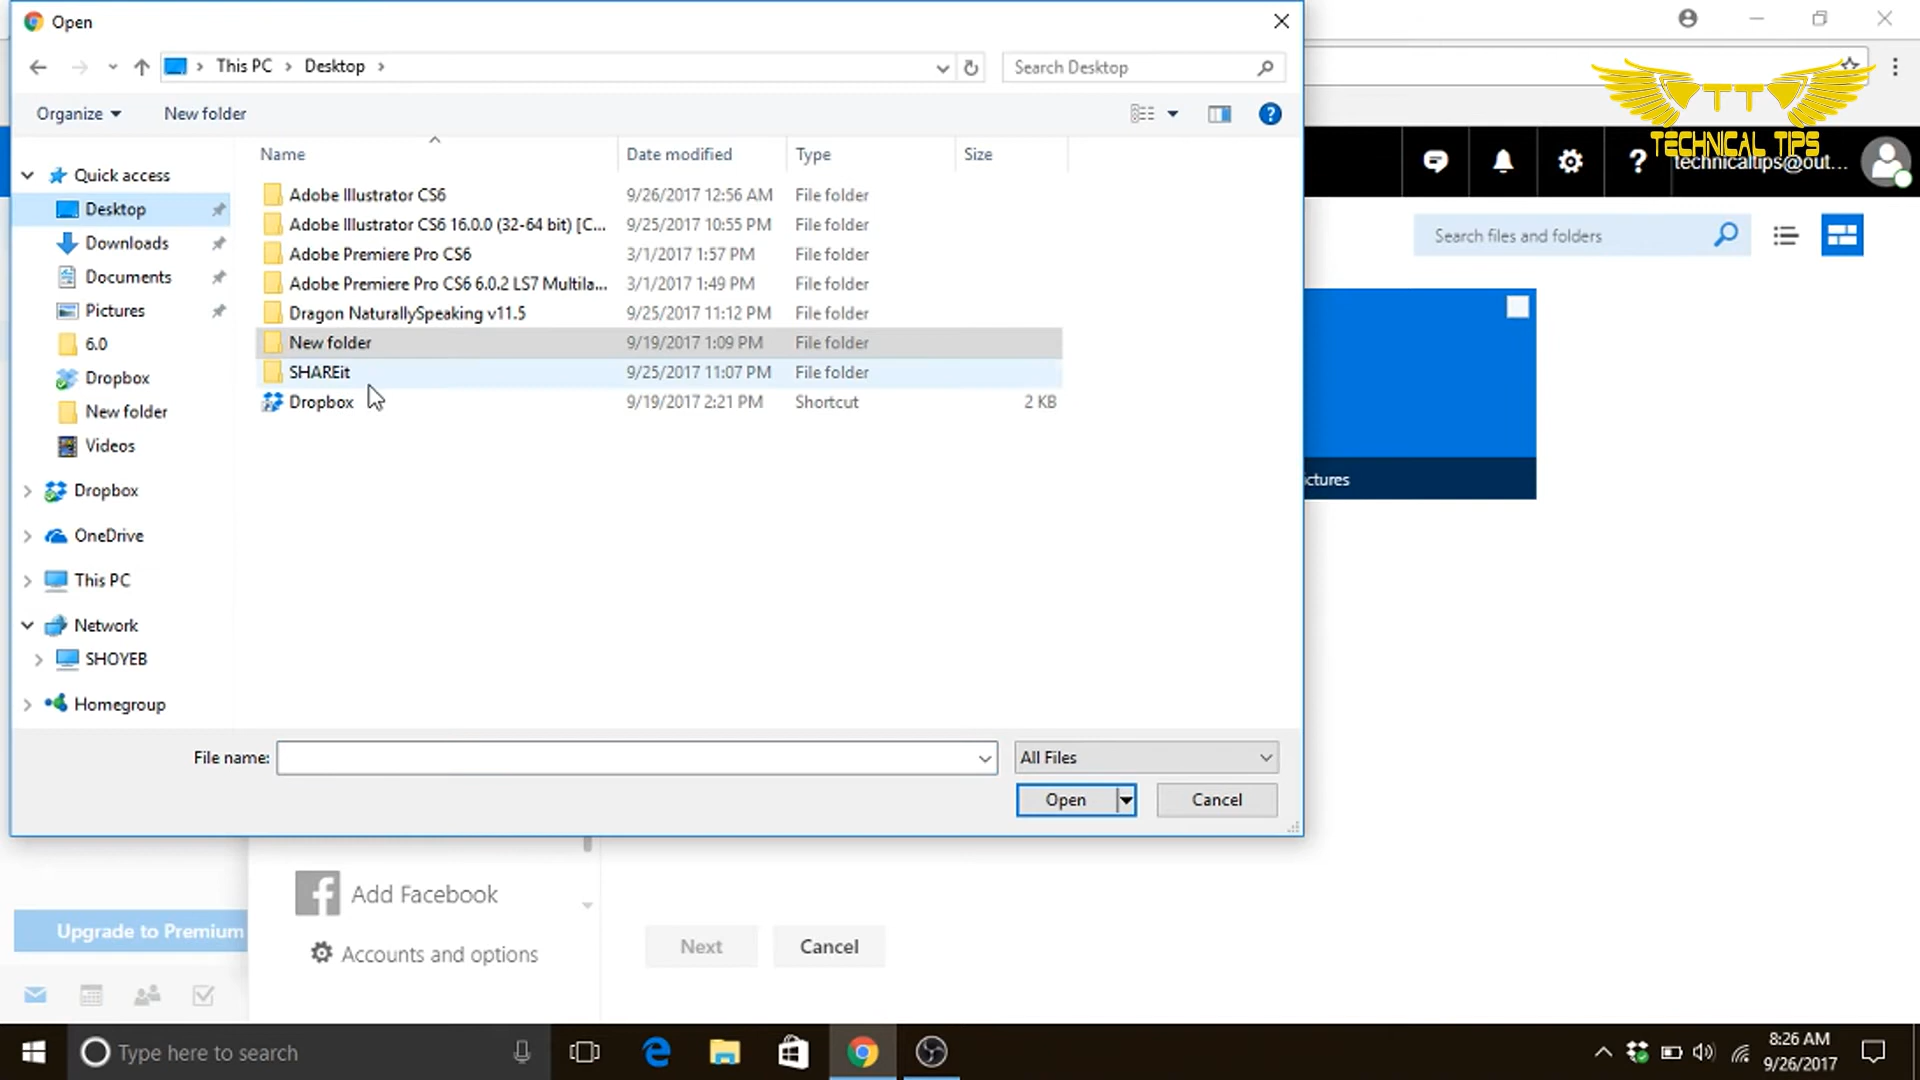 Open
This PC > Desktop >
Search Desktop
Organize
New folder
Name
Date modified
Type
Size
Quick access
Desktop
Downloads
Documents
Pictures
6.0
Dropbox
New folder
Videos
Dropbox
OneDrive
This PC
Network
SHOYEB
Homegroup
Adobe Illustrator CS6 9/26/2017 12:56 AM File folder
Adobe Illustrator CS6 16.0.0 (32-64 bit) [C... 9/25/2017 10:55 PM File folder
Adobe Premiere Pro CS6 3/1/2017 1:57 PM File folder
Adobe Premiere Pro CS6 6.0.2 LS7 Multila... 3/1/2017 1:49 PM File folder
Dragon NaturallySpeaking v11.5 9/25/2017 11:12 PM File folder
New folder 9/19/2017 1:09 PM File folder
SHAREit 9/25/2017 11:07 PM File folder
Dropbox 9/19/2017 2:21 PM Shortcut 2 KB
File name:
All Files
Open
Cancel
TT
TECHNICAL TIPS
technicaltips@out...
Search files and folders
ctures
Add Facebook
Upgrade to Premium
Accounts and options
Next
Cancel
Type here to search
8:26 AM
9/26/2017